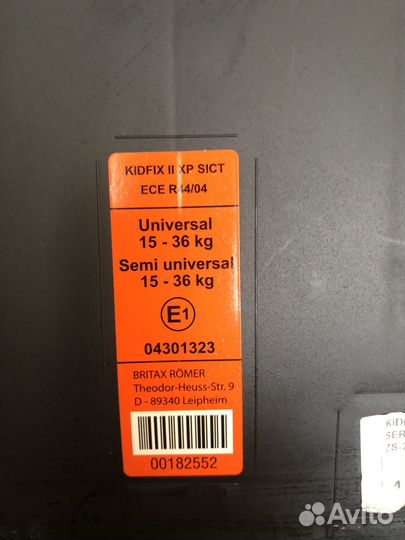 KIDFIX II XP SICT
ECE R44/04
Universal
15 - 36 kg
Semi universal
15 - 36 kg
E1
04301323
BRITAX RÖMER
Theodor-Heuss-Str. 9
D - 89340 Leipheim
00182552
Avito